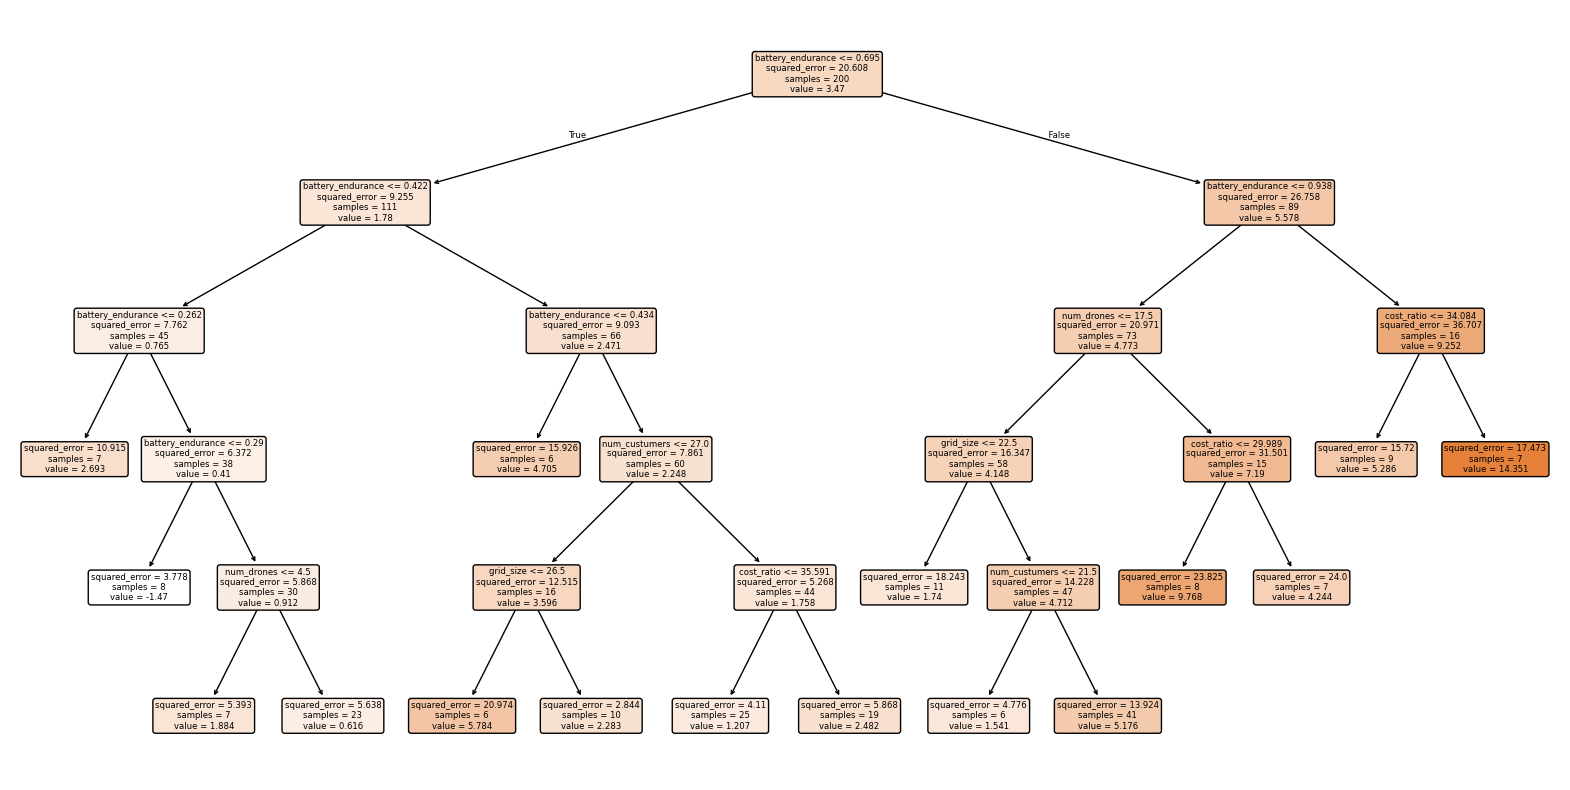 battery_endurance <= 0.695
squared_error = 20.608
samples = 200
value = 3.47
True
False
battery_endurance <= 0.422
squared_error = 9.255
samples = 111
value = 1.78
battery_endurance <= 0.938
squared_error = 26.758
samples = 89
value = 5.578
battery_endurance <= 0.262
squared_error = 7.762
samples = 45
value = 0.765
battery_endurance <= 0.434
squared_error = 9.093
samples = 66
value = 2.471
num_drones <= 17.5
squared_error = 20.971
samples = 73
value = 4.773
cost_ratio <= 34.084
squared_error = 36.707
samples = 16
value = 9.252
squared_error = 10.915
samples = 7
value = 2.693
battery_endurance <= 0.29
squared_error = 6.372
samples = 38
value = 0.41
squared_error = 15.926
samples = 6
value = 4.705
num_custumers <= 27.0
squared_error = 7.861
samples = 60
value = 2.248
grid_size <= 22.5
squared_error = 16.347
samples = 58
value = 4.148
cost_ratio <= 29.989
squared_error = 31.501
samples = 15
value = 7.19
squared_error = 15.72
samples = 9
value = 5.286
squared_error = 17.473
samples = 7
value = 14.351
squared_error = 3.778
samples = 8
value = -1.47
num_drones <= 4.5
squared_error = 5.868
samples = 30
value = 0.912
grid_size <= 26.5
squared_error = 12.515
samples = 16
value = 3.596
cost_ratio <= 35.591
squared_error = 5.268
samples = 44
value = 1.758
squared_error = 18.243
samples = 11
value = 1.74
num_custumers <= 21.5
squared_error = 14.228
samples = 47
value = 4.712
squared_error = 23.825
samples = 8
value = 9.768
squared_error = 24.0
samples = 7
value = 4.244
squared_error = 5.393
samples = 7
value = 1.884
squared_error = 5.638
samples = 23
value = 0.616
squared_error = 20.974
samples = 6
value = 5.784
squared_error = 2.844
samples = 10
value = 2.283
squared_error = 4.11
samples = 25
value = 1.207
squared_error = 5.868
samples = 19
value = 2.482
squared_error = 4.776
samples = 6
value = 1.541
squared_error = 13.924
samples = 41
value = 5.176